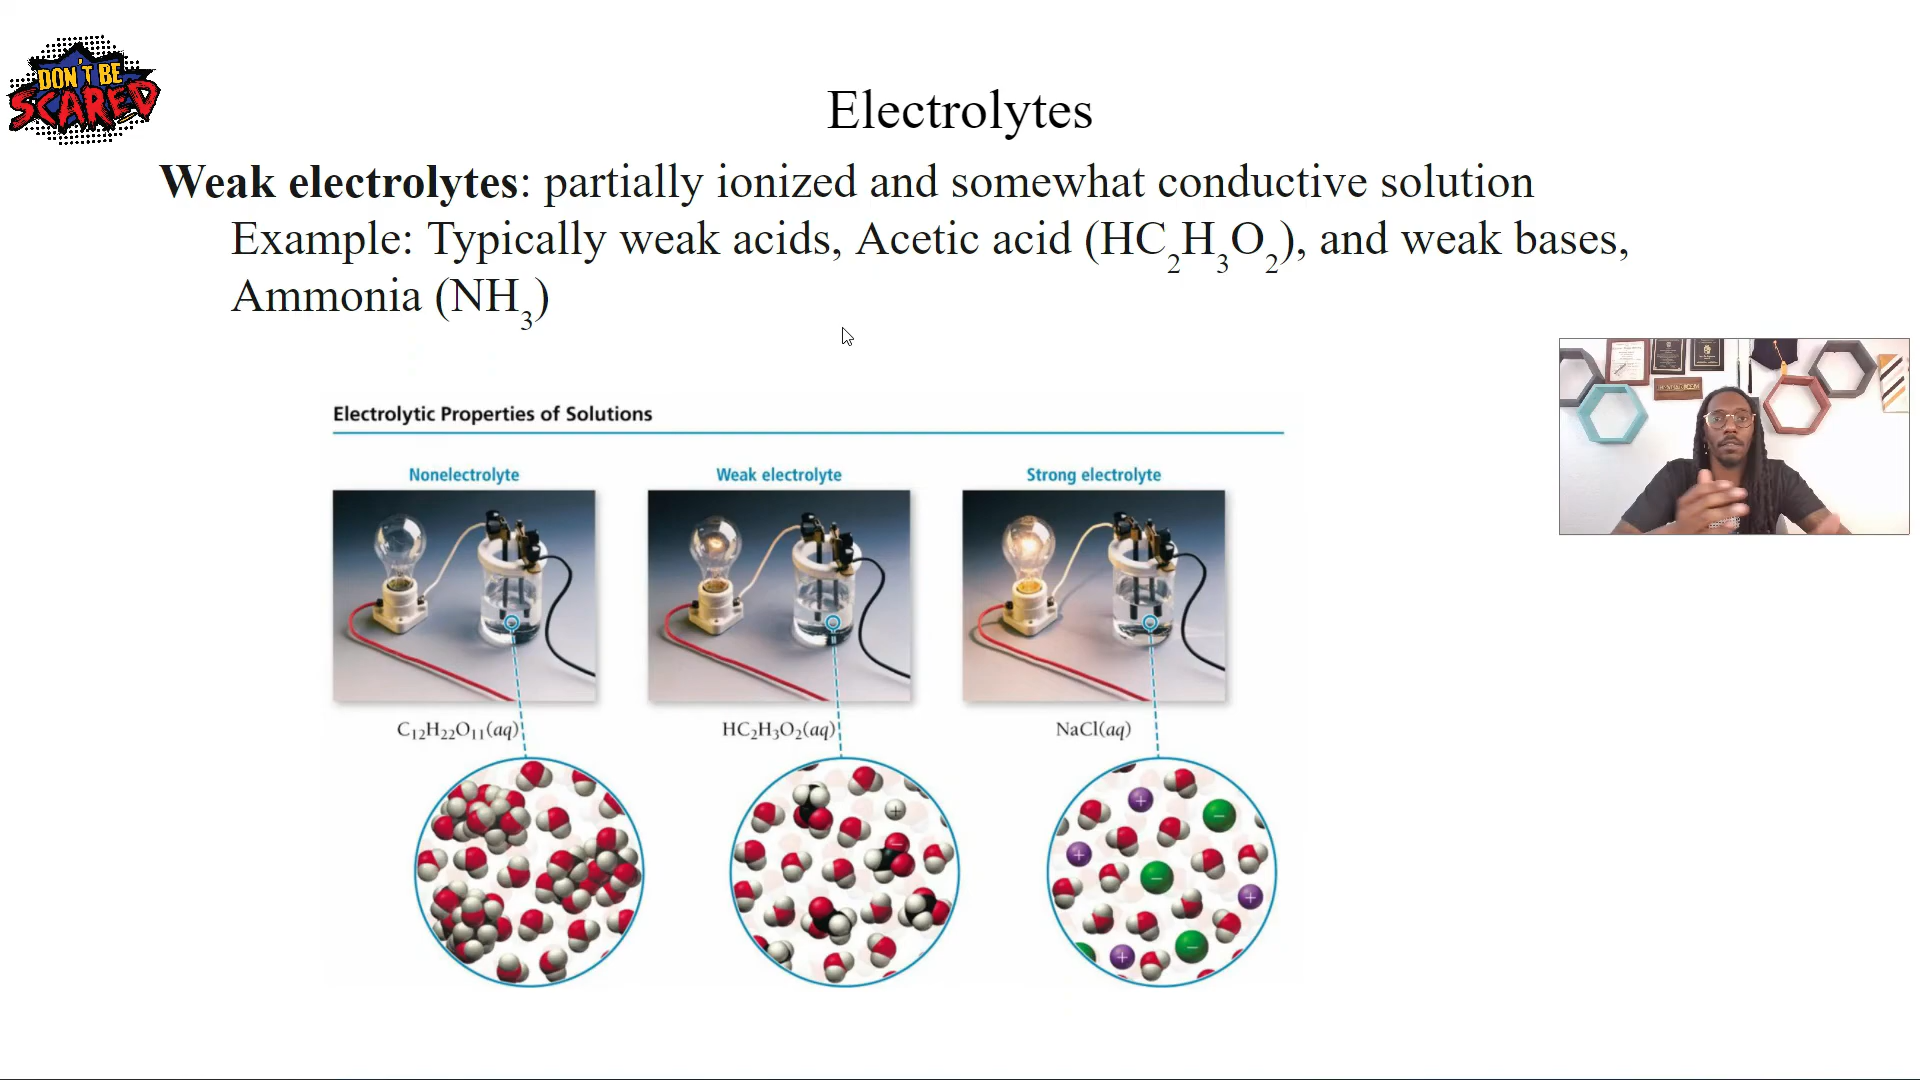 DON'T BE
SCARED
Electrolytes
Weak electrolytes: partially ionized and somewhat conductive solution
Example: Typically weak acids, Acetic acid (HC₂H₃O₂), and weak bases,
Ammonia (NH₃)
Electrolytic Properties of Solutions
Nonelectrolyte
Weak electrolyte
Strong electrolyte
C₁₂H₂₂O₁₁(aq)
HC₂H₃O₂(aq)
NaCl(aq)
+
−
+
−
+
−
+
−
+